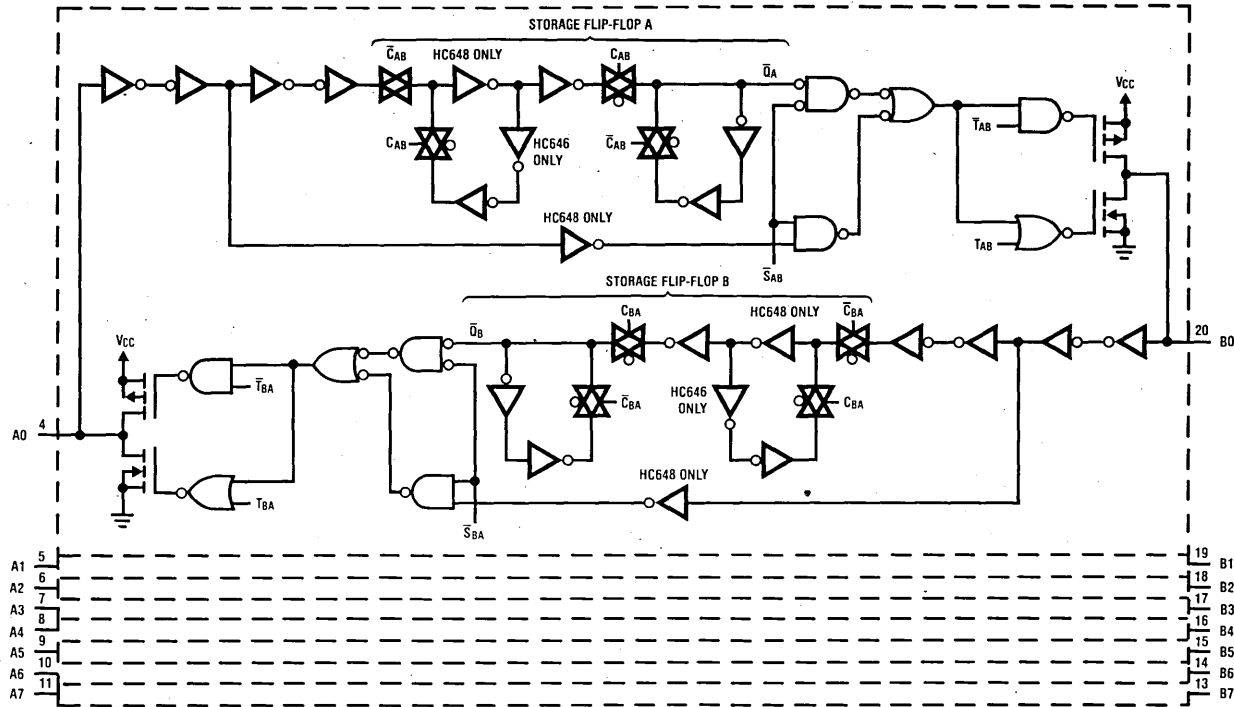 STORAGE FLIP-FLOP A
C̄AB HC648 ONLY CAB Q̄A
VCC
CAB HC646 ONLY C̄AB T̄AB
HC648 ONLY
TAB
S̄AB
STORAGE FLIP-FLOP B
CBA HC648 ONLY C̄BA
VCC Q̄B 20 B0
T̄BA C̄BA HC646 ONLY CBA
A0 4
HC648 ONLY
TBA
S̄BA
A1 5 19 B1
A2 6 18 B2
A3 7 17 B3
A4 8 16 B4
A5 9 15 B5
A6 10 14 B6
A7 11 13 B7